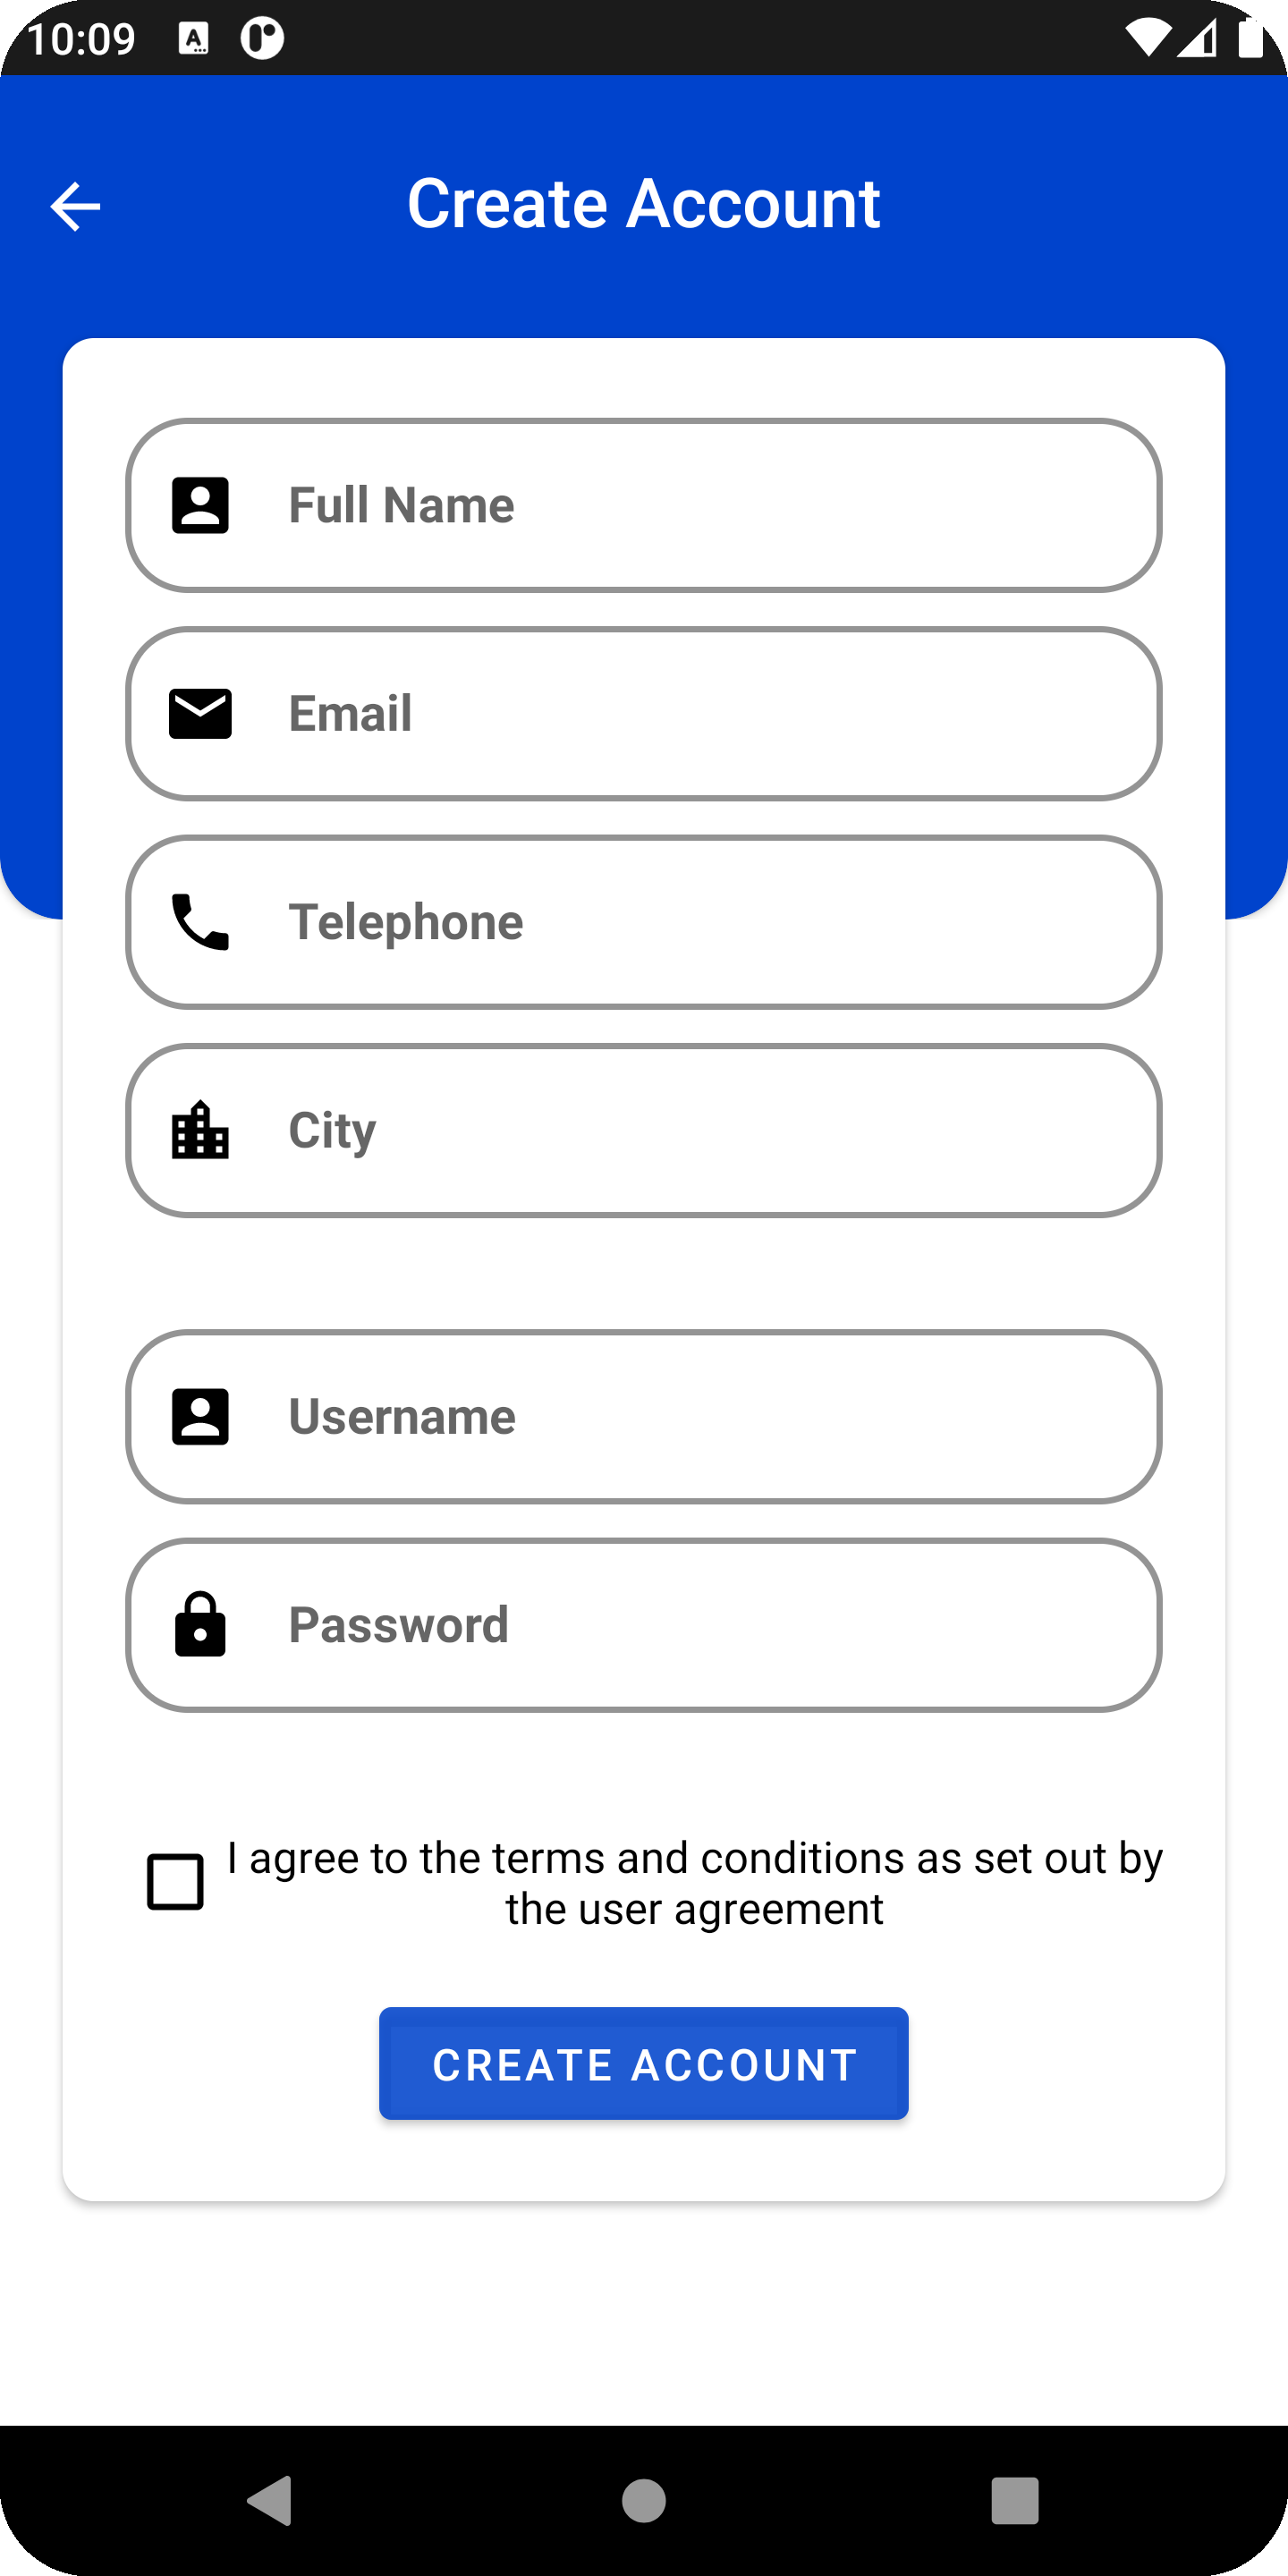 10:09
Create Account
Full Name
Email
Telephone
City
Username
Password
I agree to the terms and conditions as set out by
the user agreement
CREATE ACCOUNT